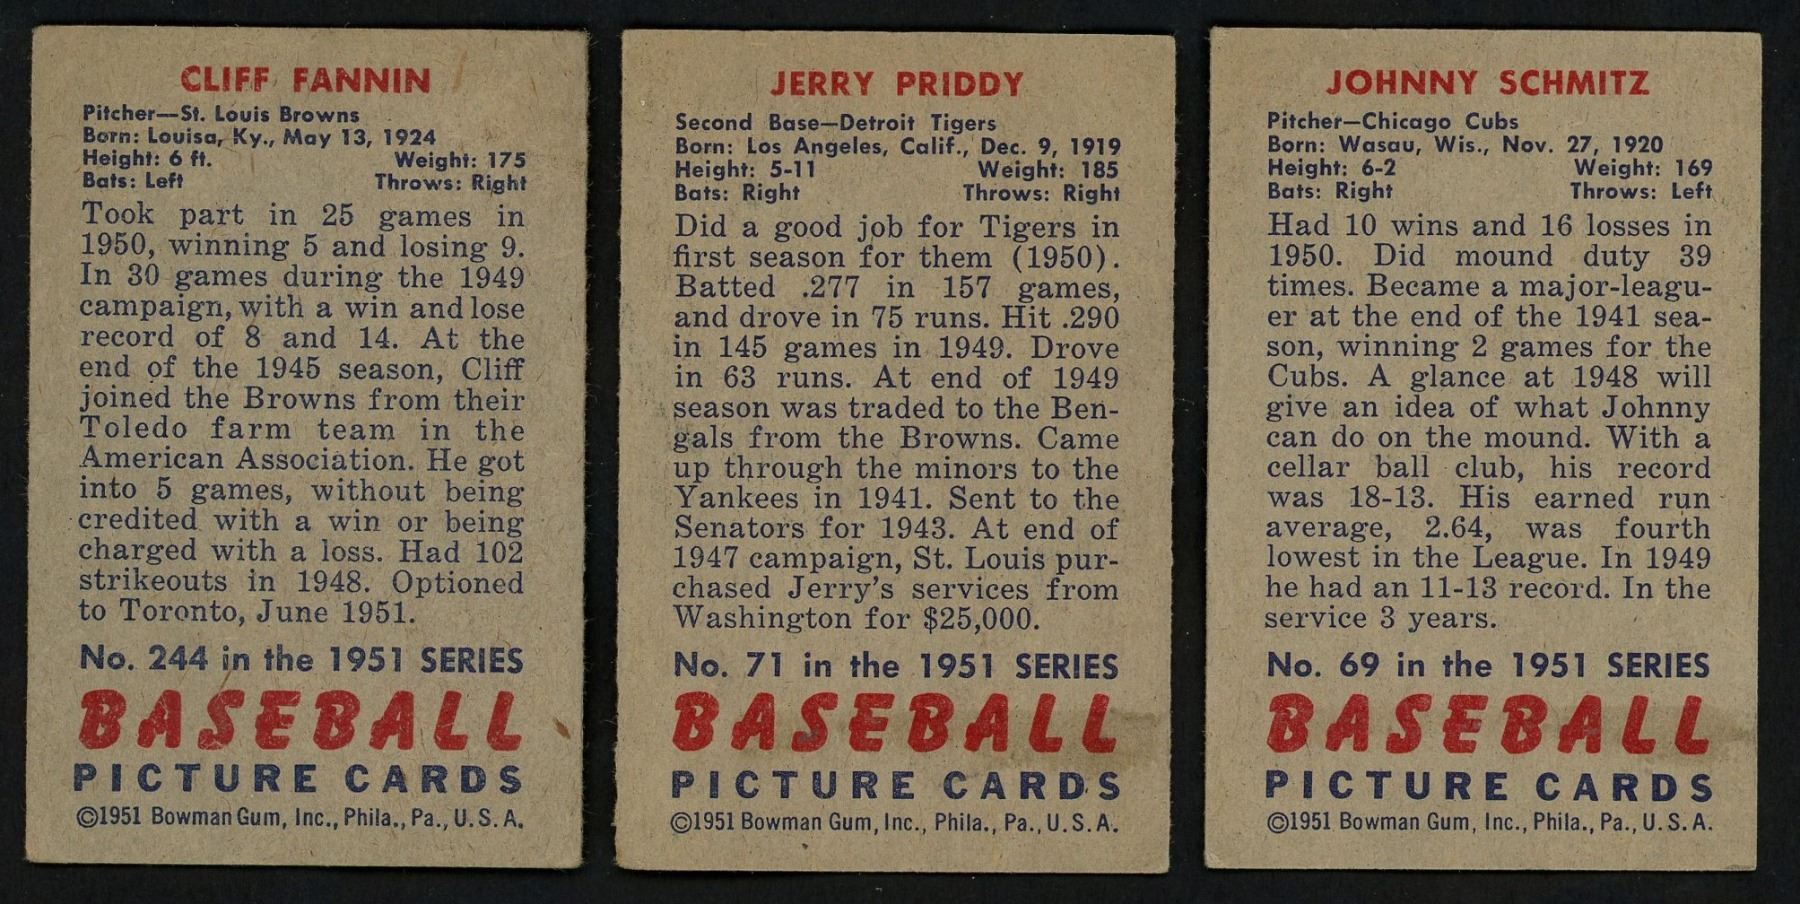 CLIFF FANNIN
Pitcher—St. Louis Browns
Born: Louisa, Ky., May 13, 1924
Height: 6 ft. Weight: 175
Bats: Left Throws: Right
Took part in 25 games in
1950, winning 5 and losing 9.
In 30 games during the 1949
campaign, with a win and lose
record of 8 and 14. At the
end of the 1945 season, Cliff
joined the Browns from their
Toledo farm team in the
American Association. He got
into 5 games, without being
credited with a win or being
charged with a loss. Had 102
strikeouts in 1948. Optioned
to Toronto, June 1951.
No. 244 in the 1951 SERIES
BASEBALL
PICTURE CARDS
©1951 Bowman Gum, Inc., Phila., Pa., U.S.A.
JERRY PRIDDY
Second Base—Detroit Tigers
Born: Los Angeles, Calif., Dec. 9, 1919
Height: 5-11 Weight: 185
Bats: Right Throws: Right
Did a good job for Tigers in
first season for them (1950).
Batted .277 in 157 games,
and drove in 75 runs. Hit .290
in 145 games in 1949. Drove
in 63 runs. At end of 1949
season was traded to the Ben-
gals from the Browns. Came
up through the minors to the
Yankees in 1941. Sent to the
Senators for 1943. At end of
1947 campaign, St. Louis pur-
chased Jerry's services from
Washington for $25,000.
No. 71 in the 1951 SERIES
BASEBALL
PICTURE CARDS
©1951 Bowman Gum, Inc., Phila., Pa., U.S.A.
JOHNNY SCHMITZ
Pitcher—Chicago Cubs
Born: Wasau, Wis., Nov. 27, 1920
Height: 6-2 Weight: 169
Bats: Right Throws: Left
Had 10 wins and 16 losses in
1950. Did mound duty 39
times. Became a major-leagu-
er at the end of the 1941 sea-
son, winning 2 games for the
Cubs. A glance at 1948 will
give an idea of what Johnny
can do on the mound. With a
cellar ball club, his record
was 18-13. His earned run
average, 2.64, was fourth
lowest in the League. In 1949
he had an 11-13 record. In the
service 3 years.
No. 69 in the 1951 SERIES
BASEBALL
PICTURE CARDS
©1951 Bowman Gum, Inc., Phila., Pa., U.S.A.